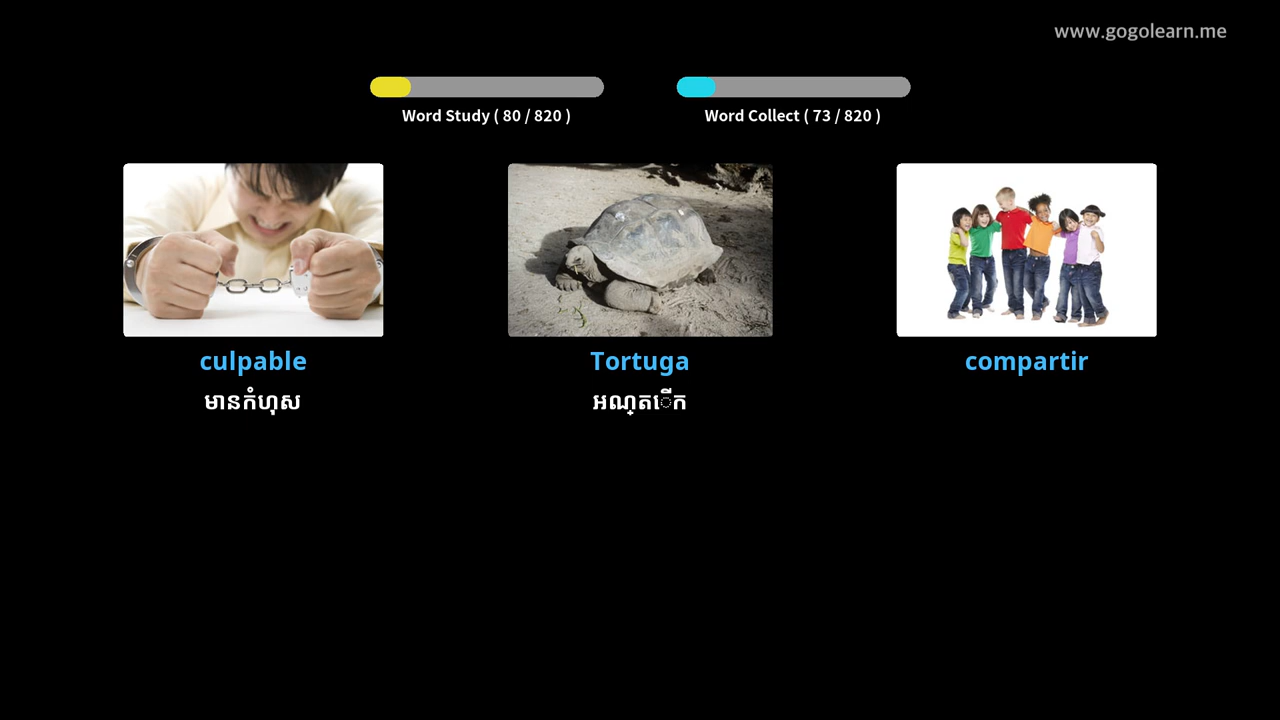 www.gogolearn.me
Word Study ( 80 / 820 )
Word Collect ( 73 / 820 )
culpable
Tortuga
compartir
មានកំហុស
អណ្តេីក